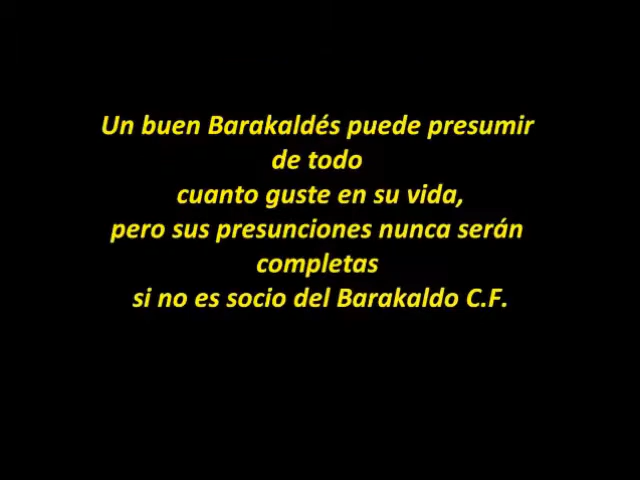 Un buen Barakaldés puede presumir
de todo
cuanto guste en su vida,
pero sus presunciones nunca serán
completas
si no es socio del Barakaldo C.F.